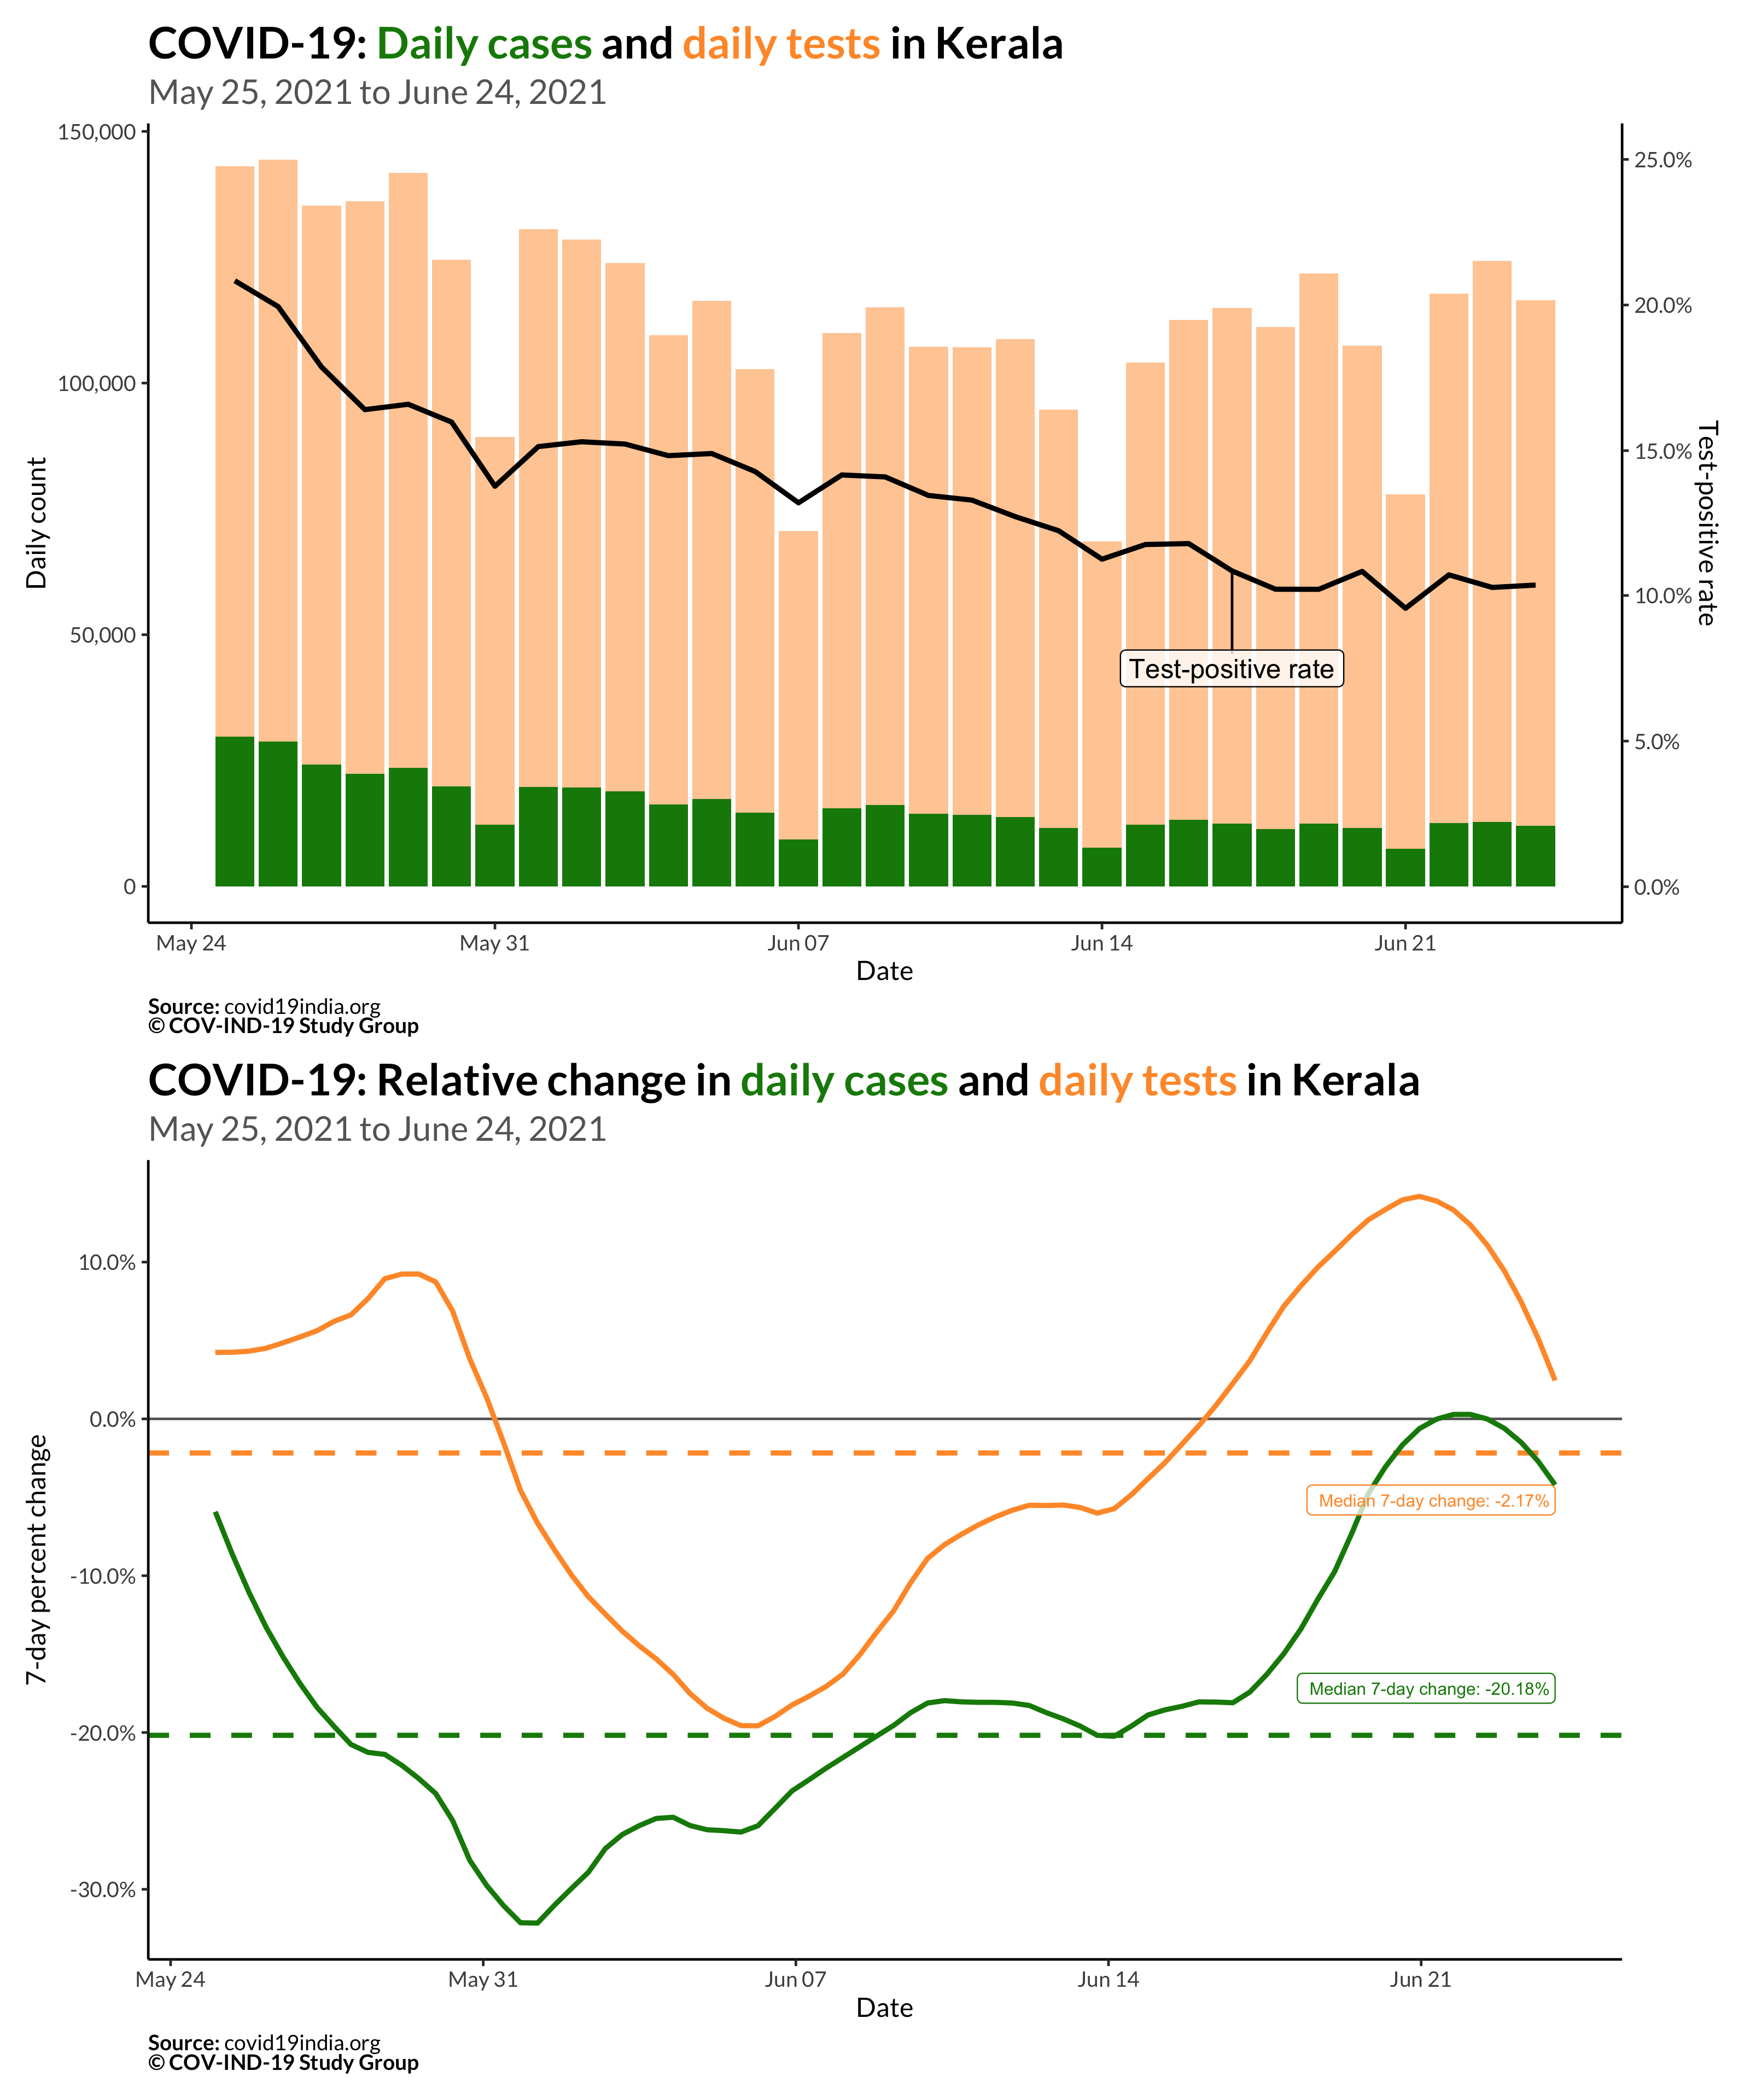 COVID-19: Daily cases and daily tests in Kerala
May 25, 2021 to June 24, 2021
150,000
100,000
50,000
0
Daily count
25.0%
20.0%
15.0%
10.0%
5.0%
0.0%
Test-positive rate
Test-positive rate
May 24
May 31
Jun 07
Jun 14
Jun 21
Date
Source: covid19india.org
© COV-IND-19 Study Group
COVID-19: Relative change in daily cases and daily tests in Kerala
May 25, 2021 to June 24, 2021
10.0%
0.0%
-10.0%
-20.0%
-30.0%
7-day percent change
Median 7-day change: -2.17%
Median 7-day change: -20.18%
May 24
May 31
Jun 07
Jun 14
Jun 21
Date
Source: covid19india.org
© COV-IND-19 Study Group